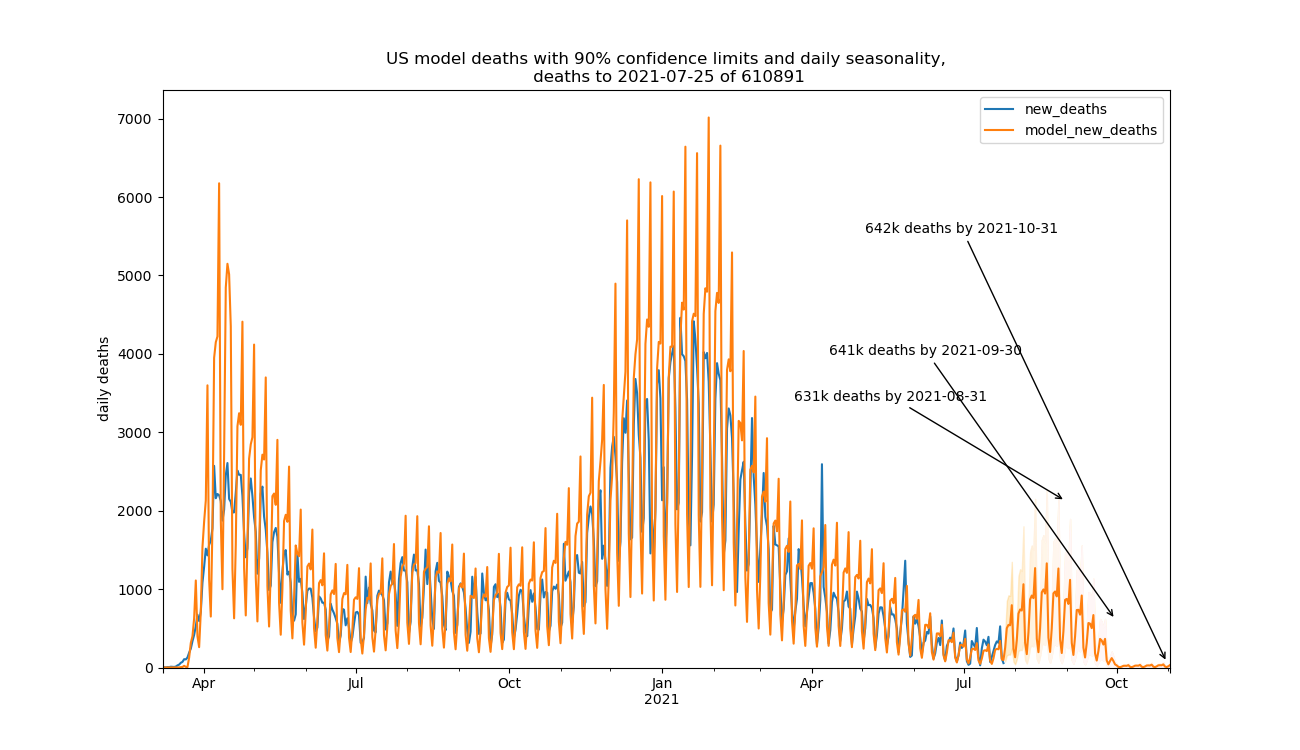 US model deaths with 90% confidence limits and daily seasonality,
deaths to 2021-07-25 of 610891
new_deaths
model_new_deaths
daily deaths
7000
6000
5000
4000
3000
2000
1000
0
642k deaths by 2021-10-31
641k deaths by 2021-09-30
631k deaths by 2021-08-31
Apr
Jul
Oct
Jan
2021
Apr
Jul
Oct